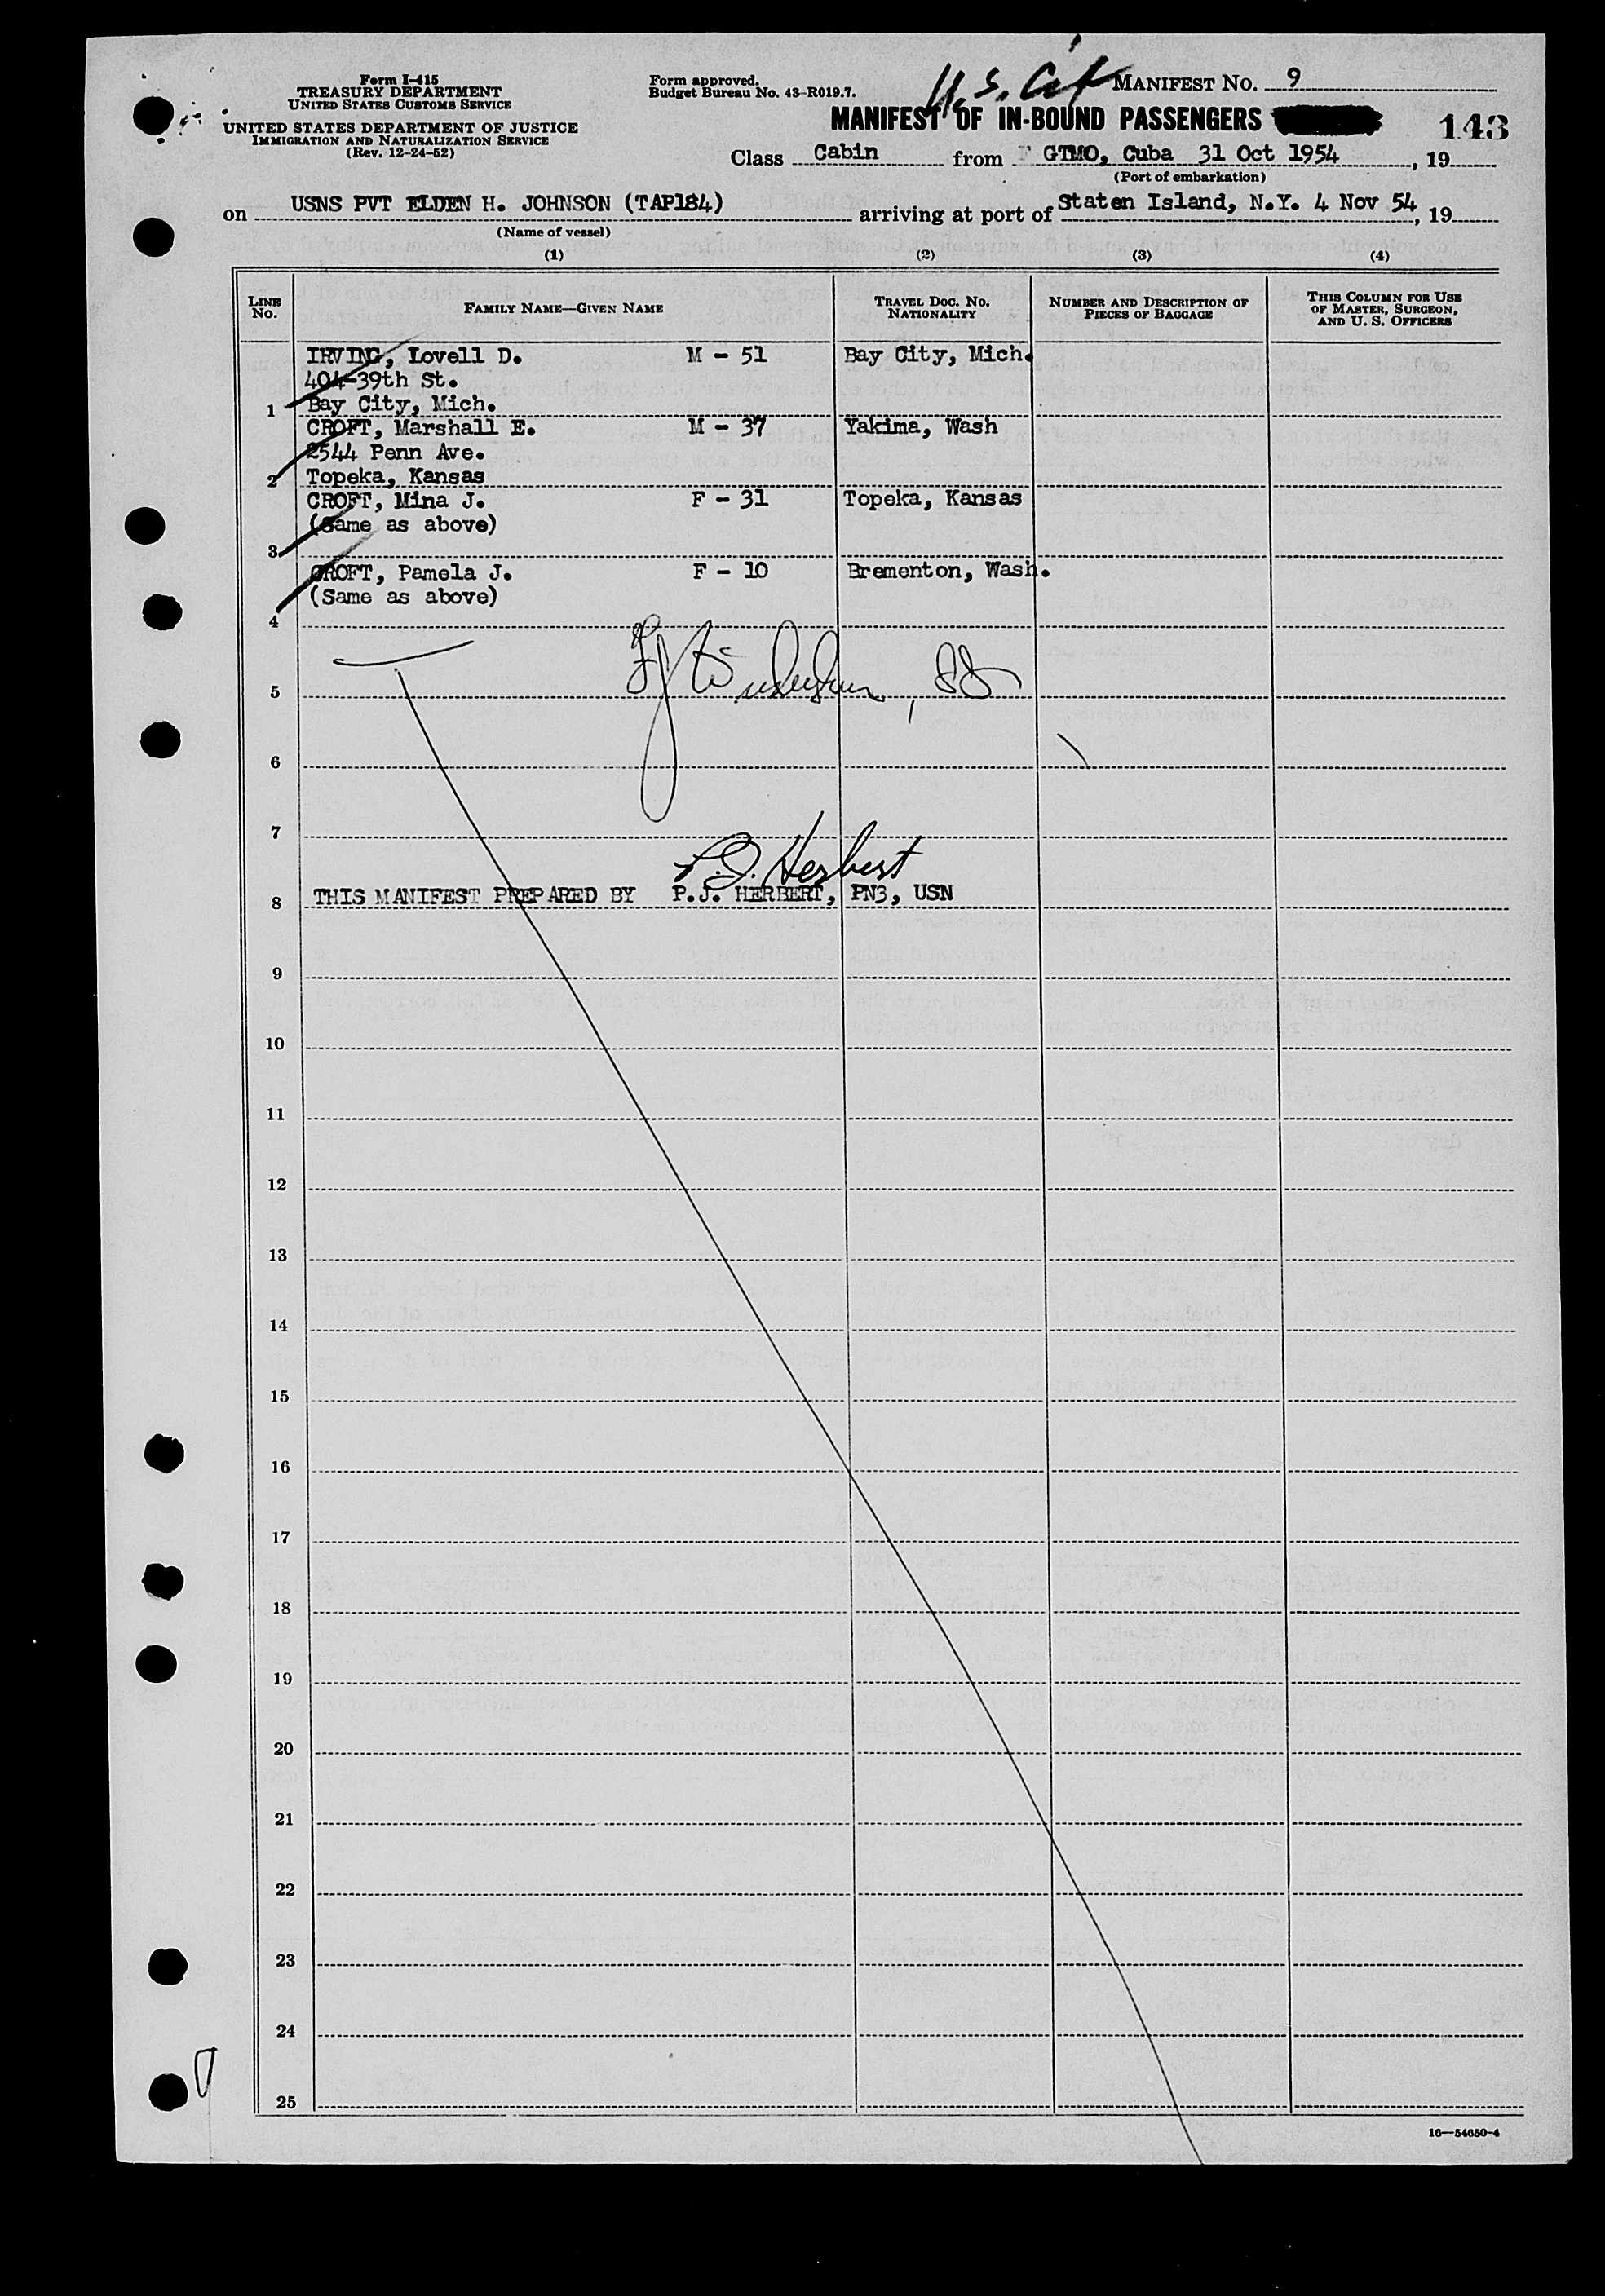 Form I-415
TREASURY DEPARTMENT
UNITED STATES CUSTOMS SERVICE
UNITED STATES DEPARTMENT OF JUSTICE
IMMIGRATION AND NATURALIZATION SERVICE
(Rev. 12-24-52)
Form approved.
Budget Bureau No. 43-R019.7.
U.S. Cit
MANIFEST NO. 9
MANIFEST OF IN-BOUND PASSENGERS
143
Class Cabin from GTMO, Cuba 31 Oct 1954, 19
(Port of embarkation)
on USNS PVT ELDEN H. JOHNSON (TAP184) arriving at port of Staten Island, N.Y. 4 Nov 54, 19
(Name of vessel)
(1) (2) (3) (4)
LINE NO.
FAMILY NAME—GIVEN NAME
TRAVEL DOC. NO. NATIONALITY
NUMBER AND DESCRIPTION OF PIECES OF BAGGAGE
THIS COLUMN FOR USE OF MASTER, SURGEON, AND U. S. OFFICERS
IRVING, Lovell D. M - 51 Bay City, Mich.
404-39th St.
1 Bay City, Mich.
CROFT, Marshall E. M - 37 Yakima, Wash
2544 Penn Ave.
2 Topeka, Kansas
CROFT, Mina J. F - 31 Topeka, Kansas
(Same as above)
3
CROFT, Pamela J. F - 10 Brementon, Wash.
(Same as above)
4
5
6
7
P.J. Herbert
8 THIS MANIFEST PREPARED BY P.J. HERBERT, PN3, USN
9
10
11
12
13
14
15
16
17
18
19
20
21
22
23
24
25
16—54650-4